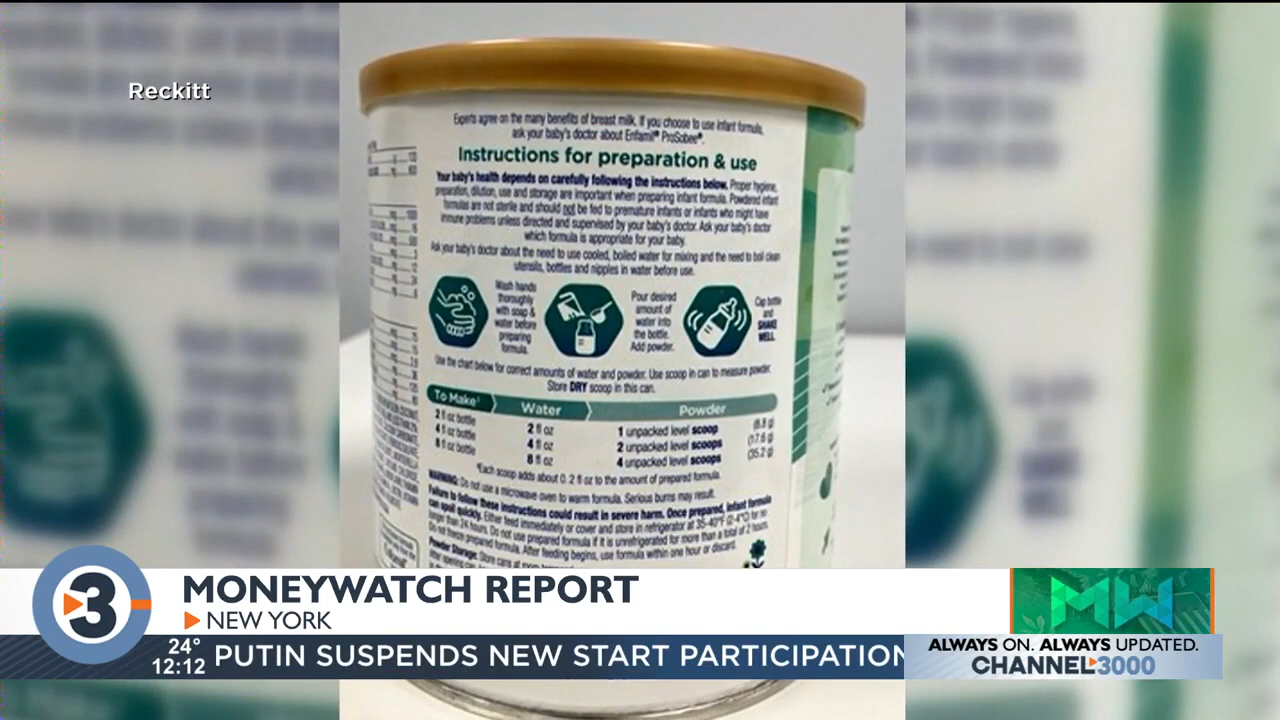 Reckitt
Experts agree on the many benefits of breast milk. If you choose to use infant formula,
ask your baby's doctor about Enfamil® ProSobee®.
Instructions for preparation & use
Your baby's health depends on carefully following the instructions below. Proper hygiene,
preparation, dilution, use and storage are important when preparing infant formula. Powdered infant
formulas are not sterile and should not be fed to premature infants or infants who might have
immune problems unless directed and supervised by your baby's doctor. Ask your baby's doctor
which formula is appropriate for your baby.
Ask your baby's doctor about the need to use cooled, boiled water for mixing and the need to boil clean
utensils, bottles and nipples in water before use.
Wash hands
thoroughly
with soap &
water before
preparing
formula.
Pour desired
amount of
water into
the bottle.
Add powder.
Cap bottle
and
SHAKE
WELL.
Use the chart below for correct amounts of water and powder. Use scoop in can to measure powder.
Store DRY scoop in this can.
To Make Water Powder
2 fl oz bottle 2 fl oz 1 unpacked level scoop (8.8 g)
4 fl oz bottle 4 fl oz 2 unpacked level scoops (17.6 g)
8 fl oz bottle 8 fl oz 4 unpacked level scoops (35.2 g)
Each scoop adds about 0.2 fl oz to the amount of prepared formula.
WARNING: Do not use a microwave oven to warm formula. Serious burns may result.
Failure to follow these instructions could result in severe harm. Once prepared, infant formula
can spoil quickly. Either feed immediately or cover and store in refrigerator at 35-40°F (2-4°C) for no
longer than 24 hours. Do not use prepared formula if it is unrefrigerated for more than a total of 2 hours.
Do not freeze prepared formula. After feeding begins, use formula within one hour or discard.
Powder Storage: Store cans at room
3
MONEYWATCH REPORT
NEW YORK
MW
24°
12:12
PUTIN SUSPENDS NEW START PARTICIPATION
ALWAYS ON. ALWAYS UPDATED.
CHANNEL3000